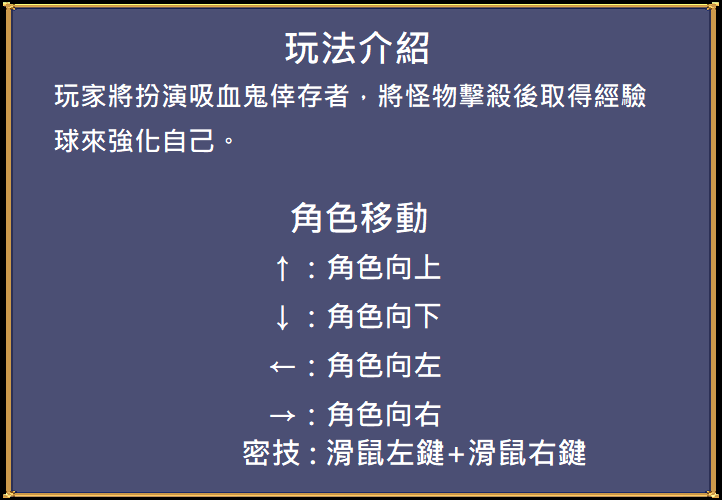 玩法介紹
玩家將扮演吸血鬼倖存者，將怪物擊殺後取得經驗
球來強化自己。
角色移動
↑：角色向上
↓：角色向下
←：角色向左
→：角色向右
密技：滑鼠左鍵+滑鼠右鍵